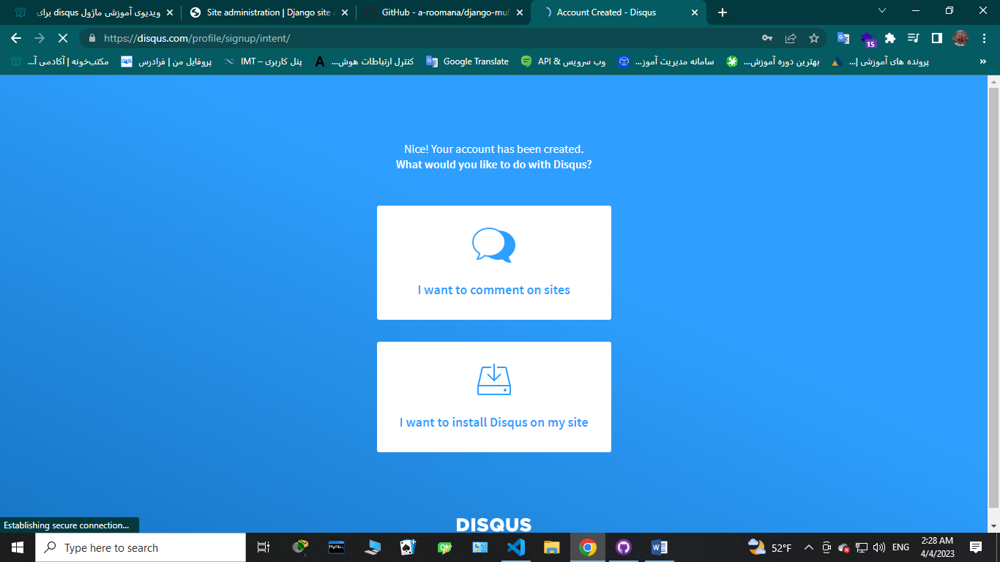 ویدیوی آموزشی ماژول disqus برای
Site administration | Django site a
GitHub - a-roomana/django-mul
Account Created - Disqus
https://disqus.com/profile/signup/intent/
15
مکتب‌خونه | آکادمی آ...
پروفایل من | فرادرس
پنل کاربری – IMT
کنترل ارتباطات هوش...
Google Translate
وب سرویس & API
سامانه مدیریت آموز...
بهترین دوره آموزش...
پرونده های آموزشی |...
»
Nice! Your account has been created.
What would you like to do with Disqus?
I want to comment on sites
I want to install Disqus on my site
DISQUS
Establishing secure connection...
Type here to search
MySQL
Qt
52°F
ENG
2:28 AM
4/4/2023